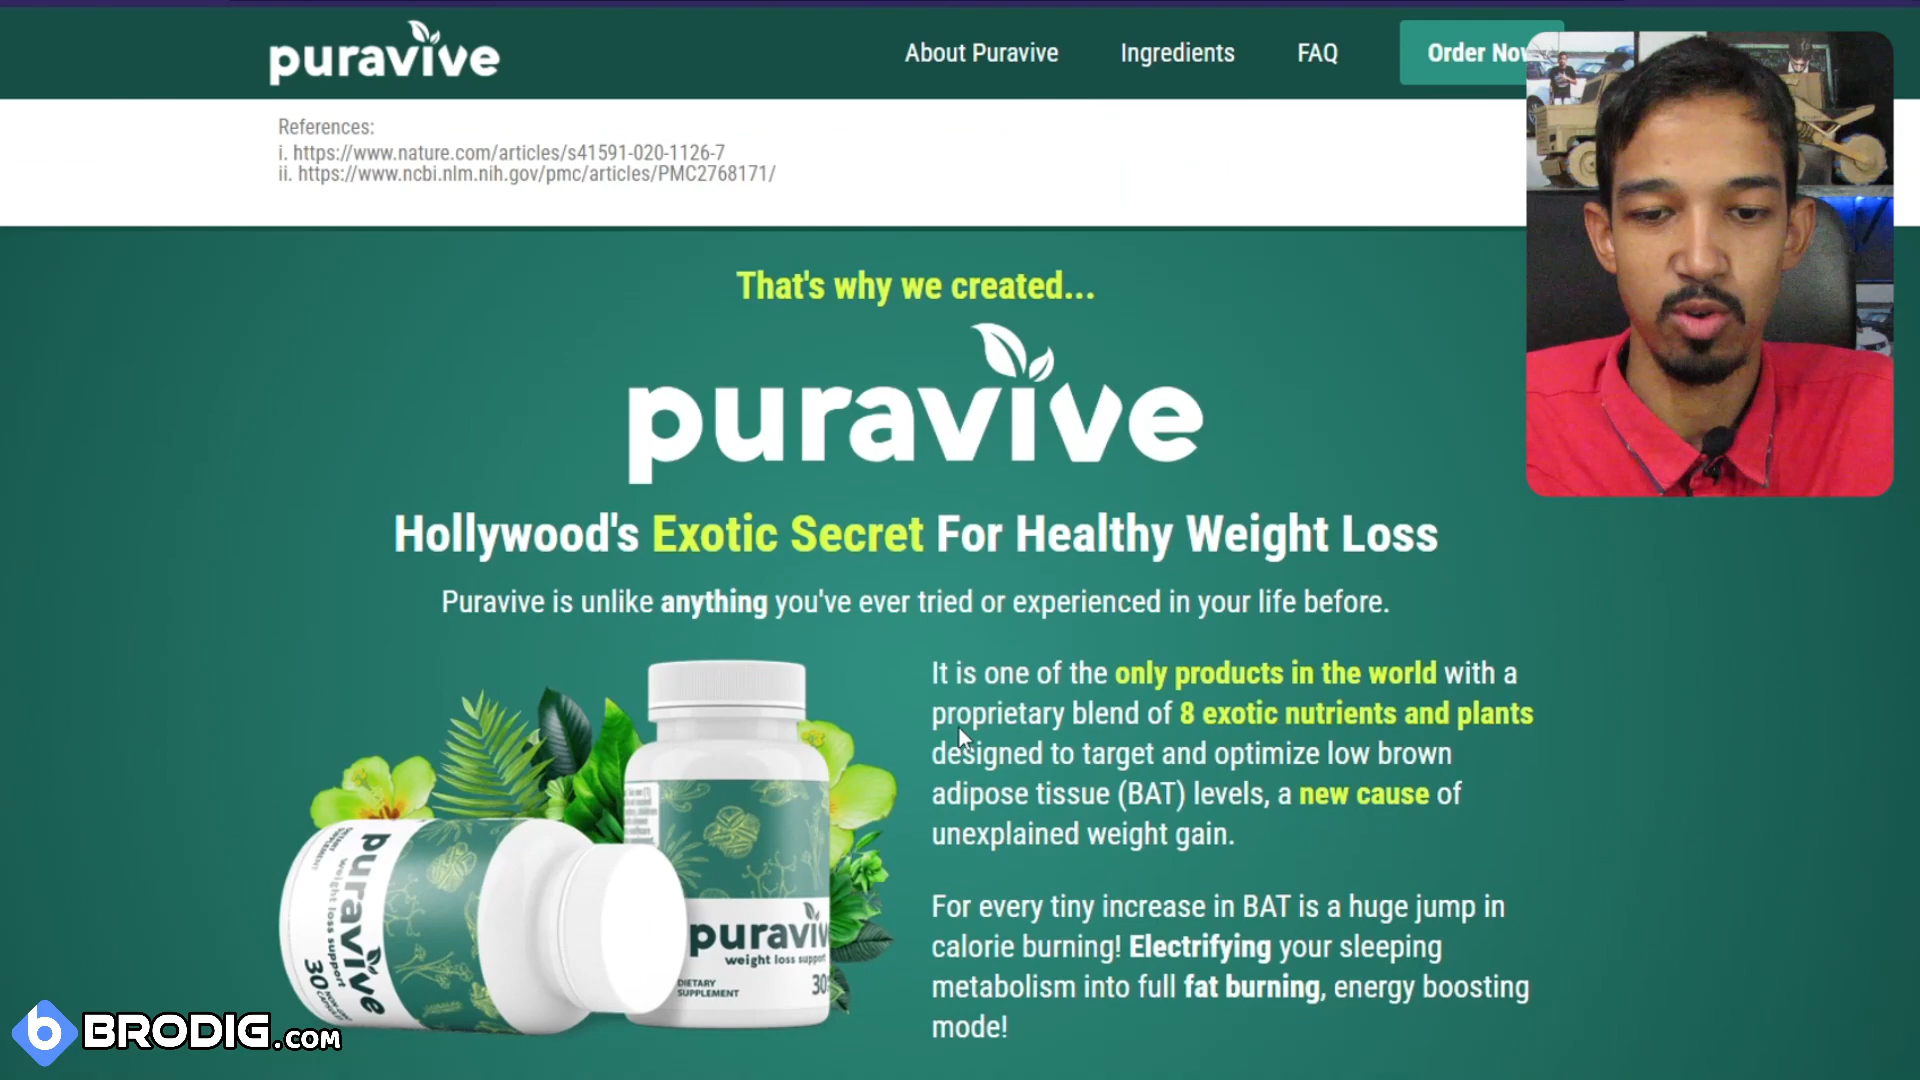 puravive
About Puravive
Ingredients
FAQ
Order Now
References:
i. https://www.nature.com/articles/s41591-020-1126-7
ii. https://www.ncbi.nlm.nih.gov/pmc/articles/PMC2768171/
That's why we created...
puravive
Hollywood's Exotic Secret For Healthy Weight Loss
Puravive is unlike anything you've ever tried or experienced in your life before.
It is one of the only products in the world with a
proprietary blend of 8 exotic nutrients and plants
designed to target and optimize low brown
adipose tissue (BAT) levels, a new cause of
unexplained weight gain.
For every tiny increase in BAT is a huge jump in
calorie burning! Electrifying your sleeping
metabolism into full fat burning, energy boosting
mode!
puravive
weight loss support
DIETARY
SUPPLEMENT
30
puravive
weight loss support
DIETARY
SUPPLEMENT
30
BRODIG.COM